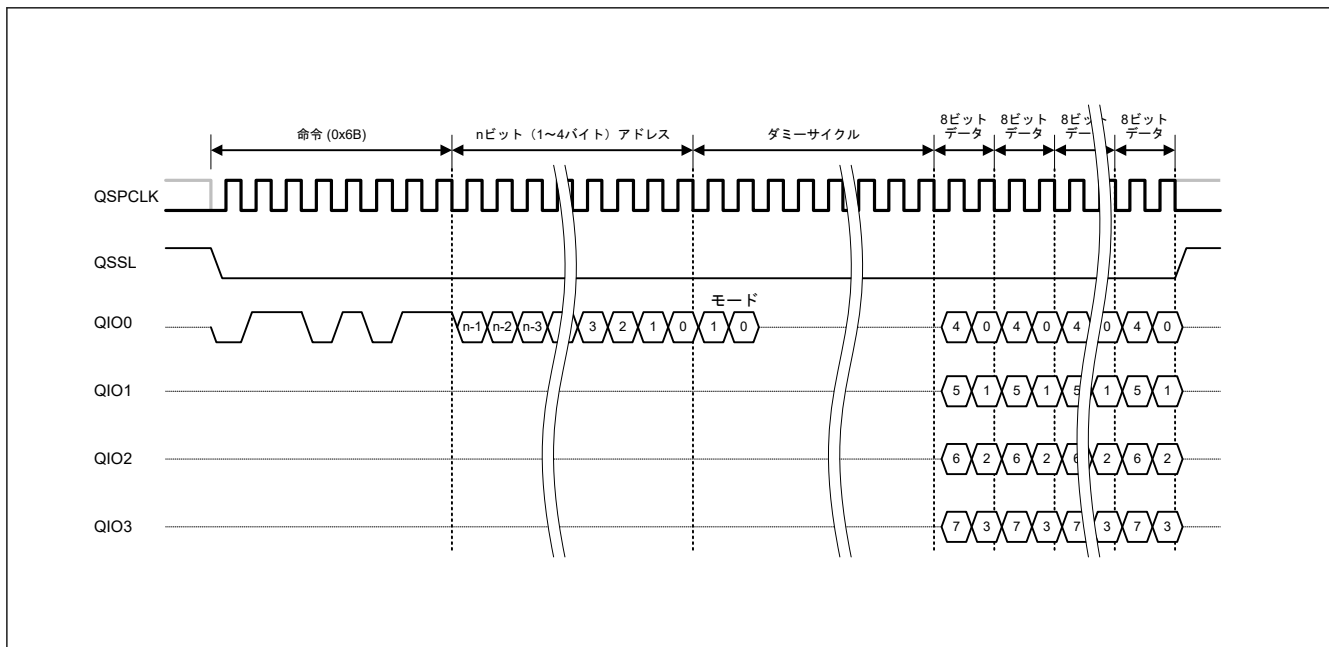 命令 (0x6B)
nビット（1～4バイト）アドレス
ダミーサイクル
8ビット
データ
8ビット
データ
8ビット
データ
8ビット
データ
QSPCLK
QSSL
モード
QIO0
n-1 n-2 n-3 3 2 1 0 1 0 4 0 4 0 4 0 4 0
QIO1
5 1 5 1 5 1 5 1
QIO2
6 2 6 2 6 2 6 2
QIO3
7 3 7 3 7 3 7 3